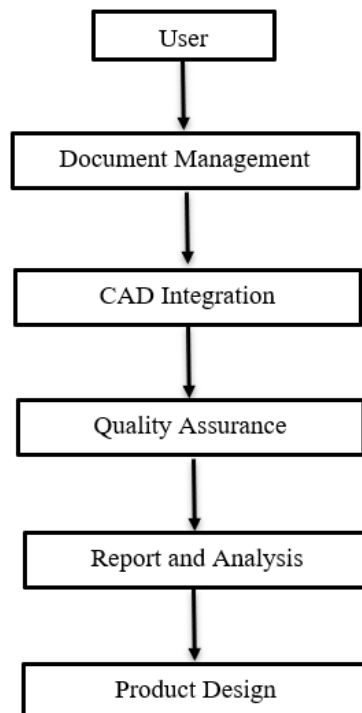 User
Document Management
CAD Integration
Quality Assurance
Report and Analysis
Product Design